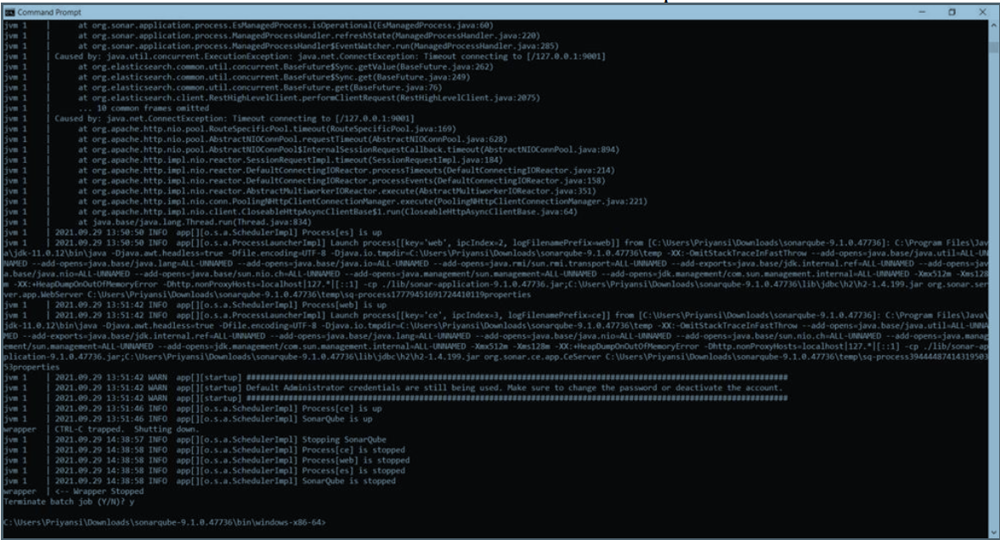 Command Prompt
jvm 1 | at org.sonar.application.process.EsManagedProcess.isOperational(EsManagedProcess.java:60)
jvm 1 | at org.sonar.application.process.ManagedProcessHandler.refreshState(ManagedProcessHandler.java:220)
jvm 1 | at org.sonar.application.process.ManagedProcessHandler$EventWatcher.run(ManagedProcessHandler.java:285)
jvm 1 | Caused by: java.util.concurrent.ExecutionException: java.net.ConnectException: Timeout connecting to [/127.0.0.1:9001]
jvm 1 | at org.elasticsearch.common.util.concurrent.BaseFuture$Sync.getValue(BaseFuture.java:262)
jvm 1 | at org.elasticsearch.common.util.concurrent.BaseFuture$Sync.get(BaseFuture.java:249)
jvm 1 | at org.elasticsearch.common.util.concurrent.BaseFuture.get(BaseFuture.java:76)
jvm 1 | at org.elasticsearch.client.RestHighLevelClient.performClientRequest(RestHighLevelClient.java:2075)
jvm 1 | ... 10 common frames omitted
jvm 1 | Caused by: java.net.ConnectException: Timeout connecting to [/127.0.0.1:9001]
jvm 1 | at org.apache.http.nio.pool.RouteSpecificPool.timeout(RouteSpecificPool.java:169)
jvm 1 | at org.apache.http.nio.pool.AbstractNIOConnPool.requestTimeout(AbstractNIOConnPool.java:628)
jvm 1 | at org.apache.http.nio.pool.AbstractNIOConnPool$InternalSessionRequestCallback.timeout(AbstractNIOConnPool.java:894)
jvm 1 | at org.apache.http.impl.nio.reactor.SessionRequestImpl.timeout(SessionRequestImpl.java:184)
jvm 1 | at org.apache.http.impl.nio.reactor.DefaultConnectingIOReactor.processTimeouts(DefaultConnectingIOReactor.java:214)
jvm 1 | at org.apache.http.impl.nio.reactor.DefaultConnectingIOReactor.processEvents(DefaultConnectingIOReactor.java:158)
jvm 1 | at org.apache.http.impl.nio.reactor.AbstractMultiworkerIOReactor.execute(AbstractMultiworkerIOReactor.java:351)
jvm 1 | at org.apache.http.impl.nio.conn.PoolingNHttpClientConnectionManager.execute(PoolingNHttpClientConnectionManager.java:221)
jvm 1 | at org.apache.http.impl.nio.client.CloseableHttpAsyncClientBase$1.run(CloseableHttpAsyncClientBase.java:64)
jvm 1 | at java.base/java.lang.Thread.run(Thread.java:834)
jvm 1 | 2021.09.29 13:50:50 INFO app[][o.s.a.SchedulerImpl] Process[es] is up
jvm 1 | 2021.09.29 13:50:50 INFO app[][o.s.a.ProcessLauncherImpl] Launch process[[key='web', ipcIndex=2, logFilenamePrefix=web]] from [C:\Users\Priyansi\Downloads\sonarqube-9.1.0.47736]: C:\Program Files\Jav
a\jdk-11.0.12\bin\java -Djava.awt.headless=true -Dfile.encoding=UTF-8 -Djava.io.tmpdir=C:\Users\Priyansi\Downloads\sonarqube-9.1.0.47736\temp -XX:-OmitStackTraceInFastThrow --add-opens=java.base/java.util=ALL-UN
NAMED --add-opens=java.base/java.lang=ALL-UNNAMED --add-opens=java.base/java.io=ALL-UNNAMED --add-opens=java.rmi/sun.rmi.transport=ALL-UNNAMED --add-exports=java.base/jdk.internal.ref=ALL-UNNAMED --add-opens=jav
a.base/java.nio=ALL-UNNAMED --add-opens=java.base/sun.nio.ch=ALL-UNNAMED --add-opens=java.management/sun.management=ALL-UNNAMED --add-opens=jdk.management/com.sun.management.internal=ALL-UNNAMED -Xmx512m -Xms128
m -XX:+HeapDumpOnOutOfMemoryError -Dhttp.nonProxyHosts=localhost|127.*|[::1] -cp ./lib/sonar-application-9.1.0.47736.jar;C:\Users\Priyansi\Downloads\sonarqube-9.1.0.47736\lib\jdbc\h2\h2-1.4.199.jar org.sonar.ser
ver.app.WebServer C:\Users\Priyansi\Downloads\sonarqube-9.1.0.47736\temp\sq-process17779451691724410119properties
jvm 1 | 2021.09.29 13:51:42 INFO app[][o.s.a.SchedulerImpl] Process[web] is up
jvm 1 | 2021.09.29 13:51:42 INFO app[][o.s.a.ProcessLauncherImpl] Launch process[[key='ce', ipcIndex=3, logFilenamePrefix=ce]] from [C:\Users\Priyansi\Downloads\sonarqube-9.1.0.47736]: C:\Program Files\Java\
jdk-11.0.12\bin\java -Djava.awt.headless=true -Dfile.encoding=UTF-8 -Djava.io.tmpdir=C:\Users\Priyansi\Downloads\sonarqube-9.1.0.47736\temp -XX:-OmitStackTraceInFastThrow --add-opens=java.base/java.util=ALL-UNNA
MED --add-exports=java.base/jdk.internal.ref=ALL-UNNAMED --add-opens=java.base/java.lang=ALL-UNNAMED --add-opens=java.base/java.nio=ALL-UNNAMED --add-opens=java.base/sun.nio.ch=ALL-UNNAMED --add-opens=java.manag
ement/sun.management=ALL-UNNAMED --add-opens=jdk.management/com.sun.management.internal=ALL-UNNAMED -Xmx512m -Xms128m -XX:+HeapDumpOnOutOfMemoryError -Dhttp.nonProxyHosts=localhost|127.*|[::1] -cp ./lib/sonar-ap
plication-9.1.0.47736.jar;C:\Users\Priyansi\Downloads\sonarqube-9.1.0.47736\lib\jdbc\h2\h2-1.4.199.jar org.sonar.ce.app.CeServer C:\Users\Priyansi\Downloads\sonarqube-9.1.0.47736\temp\sq-process39444487414319503
53properties
jvm 1 | 2021.09.29 13:51:42 WARN app[][startup] ################################################################################################################
jvm 1 | 2021.09.29 13:51:42 WARN app[][startup] Default Administrator credentials are still being used. Make sure to change the password or deactivate the account.
jvm 1 | 2021.09.29 13:51:42 WARN app[][startup] ################################################################################################################
jvm 1 | 2021.09.29 13:51:46 INFO app[][o.s.a.SchedulerImpl] Process[ce] is up
jvm 1 | 2021.09.29 13:51:46 INFO app[][o.s.a.SchedulerImpl] SonarQube is up
wrapper | CTRL-C trapped. Shutting down.
jvm 1 | 2021.09.29 14:38:57 INFO app[][o.s.a.SchedulerImpl] Stopping SonarQube
jvm 1 | 2021.09.29 14:38:58 INFO app[][o.s.a.SchedulerImpl] Process[ce] is stopped
jvm 1 | 2021.09.29 14:38:58 INFO app[][o.s.a.SchedulerImpl] Process[web] is stopped
jvm 1 | 2021.09.29 14:38:58 INFO app[][o.s.a.SchedulerImpl] Process[es] is stopped
jvm 1 | 2021.09.29 14:38:58 INFO app[][o.s.a.SchedulerImpl] SonarQube is stopped
wrapper | <-- Wrapper Stopped
Terminate batch job (Y/N)? y
C:\Users\Priyansi\Downloads\sonarqube-9.1.0.47736\bin\windows-x86-64>